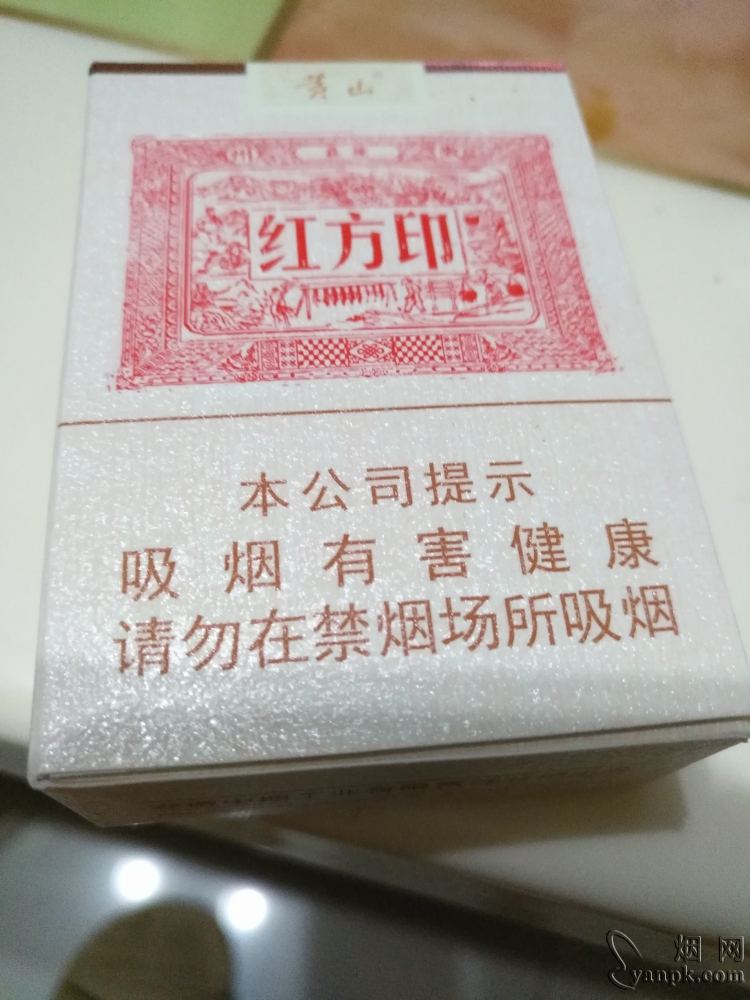 黄山
红方印
本公司提示
吸烟有害健康
请勿在禁烟场所吸烟
烟网
yanpk.com